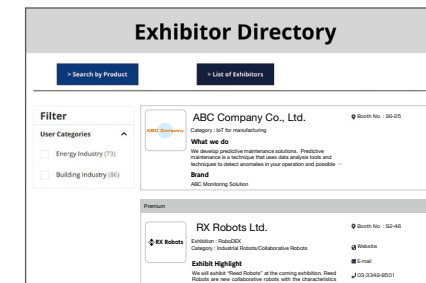 Exhibitor Directory
> Search by Product
> List of Exhibitors
Filter
User Categories
Energy Industry (73)
Building Industry (86)
ABC Company
ABC Company Co., Ltd.
Category : IoT for manufacturing
What we do
We develop predictive maintenance solutions. Predictive
maintenance is a technique that uses data analysis tools and
techniques to detect anomalies in your operation and possible ···
Brand
ABC Monitoring Solution
Booth No. : S6-25
Premium
RX Robots
RX Robots Ltd.
Exhibition : RoboDEX
Category : Industrial Robots/Collaborative Robots
Exhibit Highlight
We will exhibit "Reed Robots" at the coming exhibition. Reed
Robots are new collaborative robots with the characteristics
Booth No. : S2-46
Website
E-mail
03-3349-8501